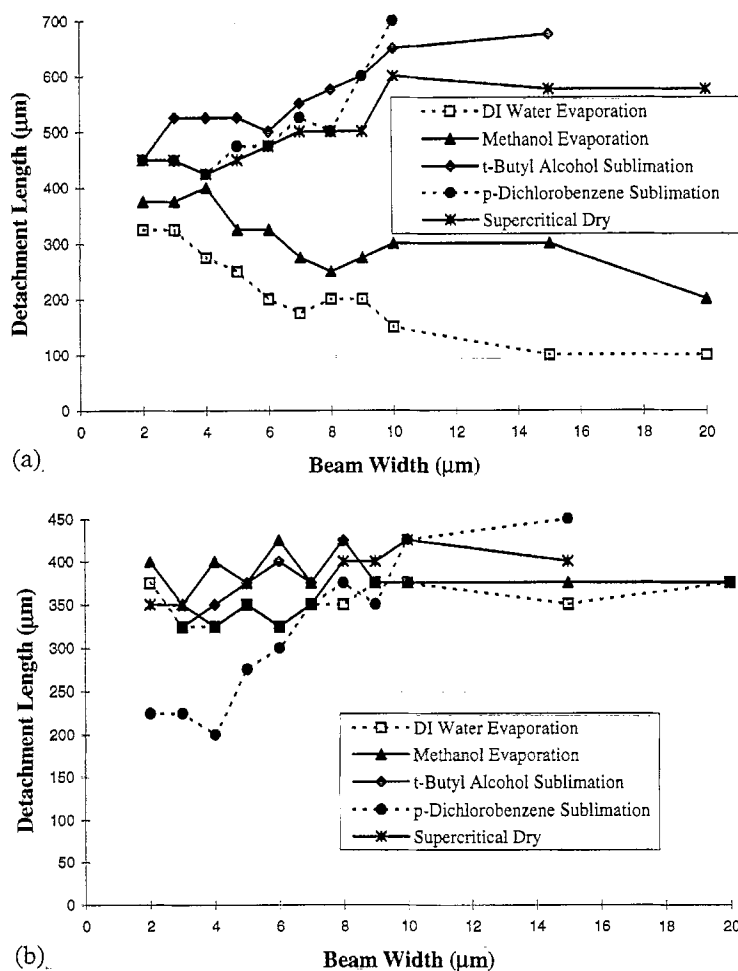 700
600
500
400
300
200
100
0
Detachment Length (μm)
DI Water Evaporation
Methanol Evaporation
t-Butyl Alcohol Sublimation
p-Dichlorobenzene Sublimation
Supercritical Dry
0 2 4 6 8 10 12 14 16 18 20
(a)
Beam Width (μm)
450
400
350
300
250
200
150
100
50
0
Detachment Length (μm)
DI Water Evaporation
Methanol Evaporation
t-Butyl Alcohol Sublimation
p-Dichlorobenzene Sublimation
Supercritical Dry
0 2 4 6 8 10 12 14 16 18 20
(b)
Beam Width (μm)